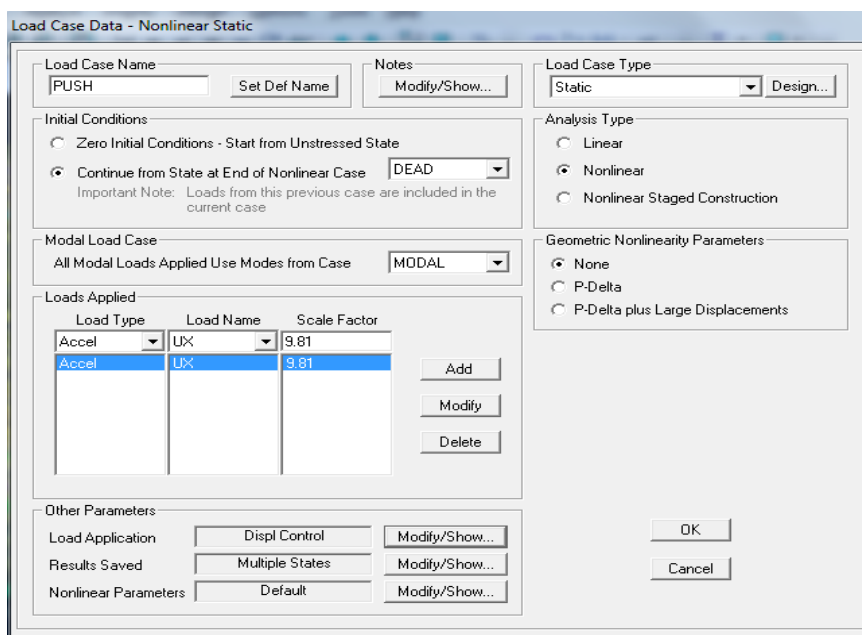 Load Case Data - Nonlinear Static
Load Case Name
PUSH
Set Def Name
Notes
Modify/Show...
Load Case Type
Static
Design...
Initial Conditions
Zero Initial Conditions - Start from Unstressed State
Continue from State at End of Nonlinear Case
DEAD
Important Note: Loads from this previous case are included in the
current case
Analysis Type
Linear
Nonlinear
Nonlinear Staged Construction
Modal Load Case
All Modal Loads Applied Use Modes from Case
MODAL
Geometric Nonlinearity Parameters
None
P-Delta
P-Delta plus Large Displacements
Loads Applied
Load Type Load Name Scale Factor
Accel UX 9.81
Accel UX 9.81
Add
Modify
Delete
Other Parameters
Load Application Displ Control Modify/Show...
Results Saved Multiple States Modify/Show...
Nonlinear Parameters Default Modify/Show...
OK
Cancel